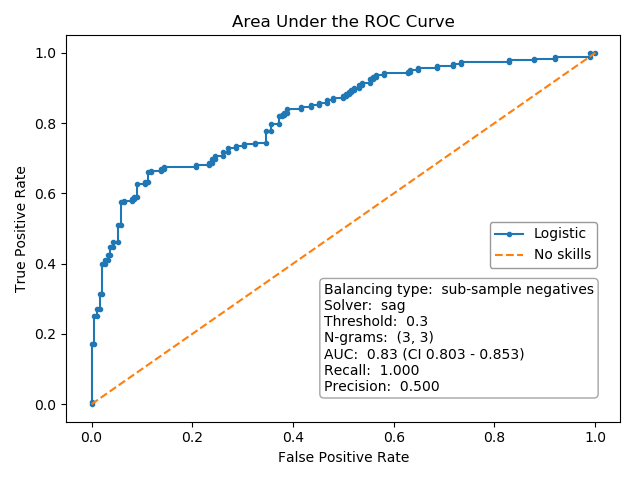 Area Under the ROC Curve
True Positive Rate
1.0
0.8
0.6
0.4
0.2
0.0
Logistic
No skills
Balancing type:  sub-sample negatives
Solver:  sag
Threshold:  0.3
N-grams:  (3, 3)
AUC:  0.83 (CI 0.803 - 0.853)
Recall:  1.000
Precision:  0.500
0.0 0.2 0.4 0.6 0.8 1.0
False Positive Rate